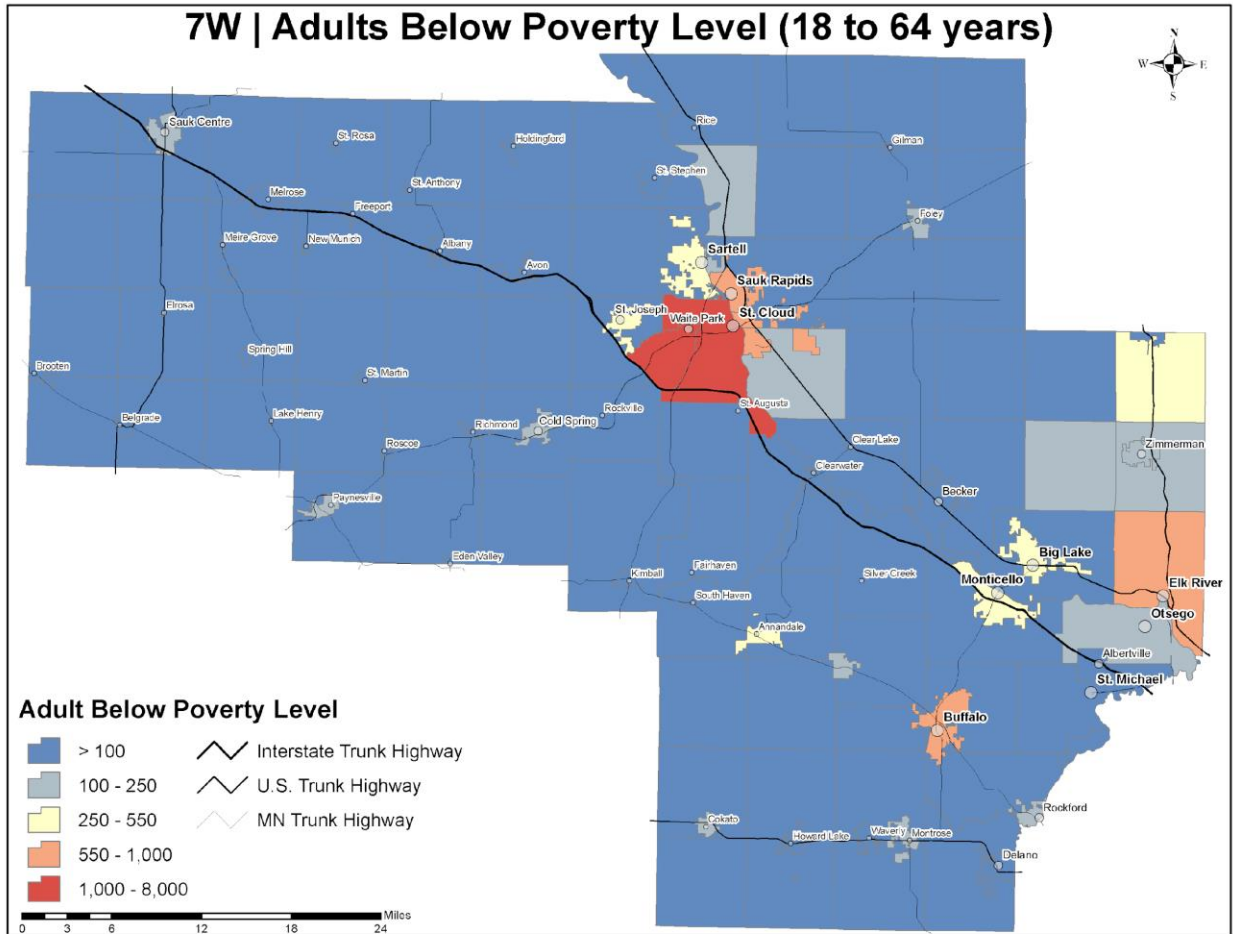 7W | Adults Below Poverty Level (18 to 64 years)
N
W E
S
Sauk Centre
St. Rosa
Holdingford
Rice
Gilman
St. Stephen
St. Anthony
Melrose
Freeport
Foley
Meire Grove
New Munich
Albany
Avon
Sartell
Sauk Rapids
Elrosa
St. Joseph
Waite Park
St. Cloud
Spring Hill
Brooten
St. Martin
Belgrade
Lake Henry
Richmond
Cold Spring
Rockville
St. Augusta
Roscoe
Clear Lake
Zimmerman
Clearwater
Paynesville
Becker
Eden Valley
Kimball
Fairhaven
Silver Creek
Big Lake
Monticello
Elk River
South Haven
Otsego
Annandale
Albertville
St. Michael
Buffalo
Rockford
Cokato
Howard Lake
Waverly
Montrose
Delano
Adult Below Poverty Level
> 100
100 - 250
250 - 550
550 - 1,000
1,000 - 8,000
Interstate Trunk Highway
U.S. Trunk Highway
MN Trunk Highway
Miles
0 3 6 12 18 24